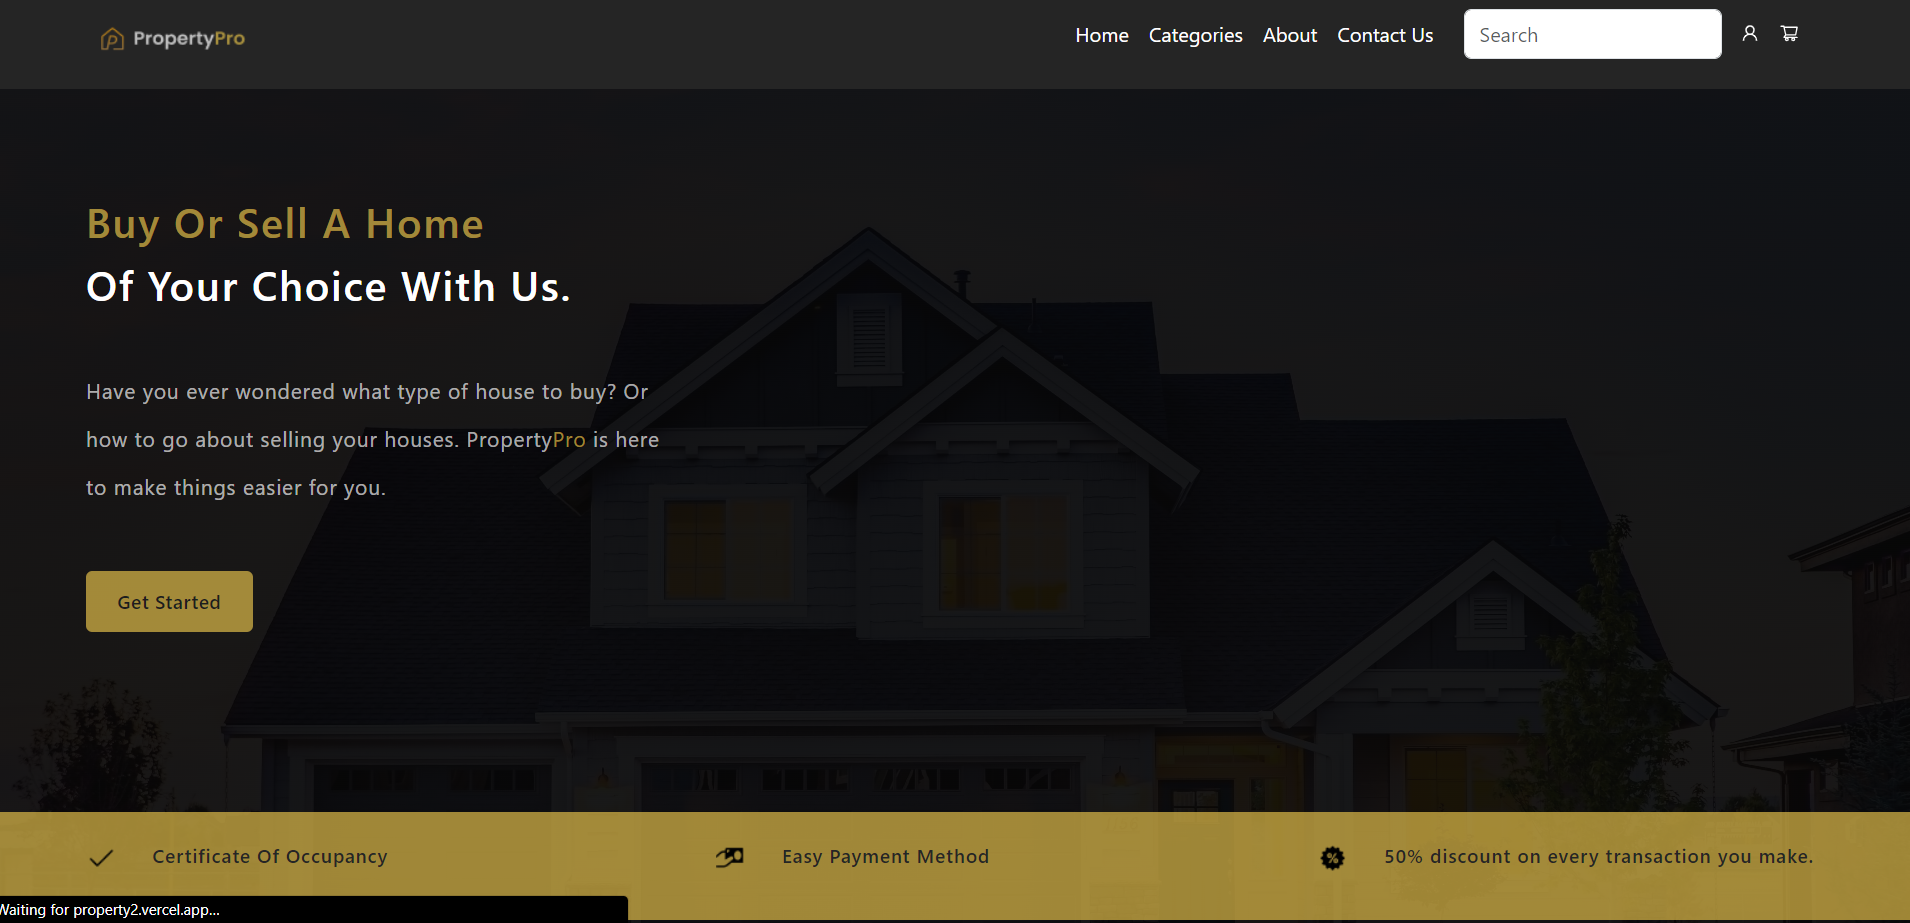 PropertyPro
Home Categories About Contact Us Search
Buy Or Sell A Home
Of Your Choice With Us.
Have you ever wondered what type of house to buy? Or
how to go about selling your houses. PropertyPro is here
to make things easier for you.
Get Started
Certificate Of Occupancy
Easy Payment Method
50% discount on every transaction you make.
Waiting for property2.vercel.app...